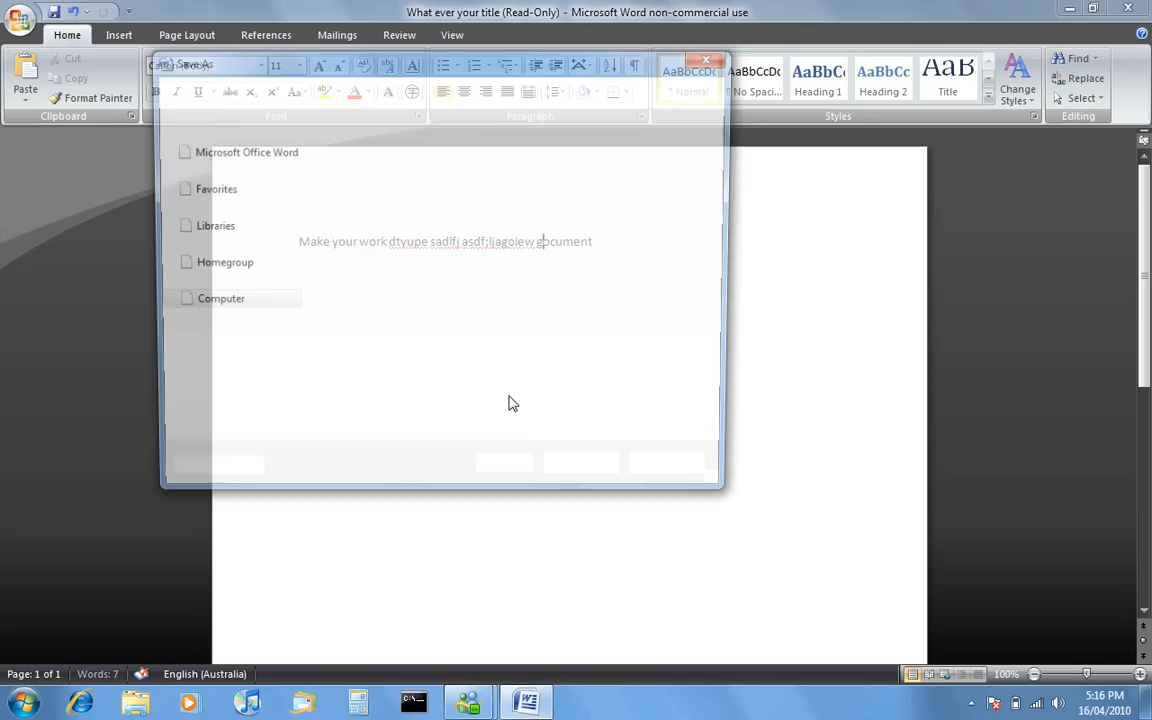 What ever your title (Read-Only) - Microsoft Word non-commercial use
Home Insert Page Layout References Mailings Review View
Cut
Copy
Paste
Format Painter
Clipboard
Save As
11
Font
Paragraph
AaBbCcDc
¶ Normal
AaBbCcDc
¶ No Spaci...
AaBbCc
Heading 1
AaBbCc
Heading 2
AaB
Title
Change Styles
Styles
Find
Replace
Select
Editing
Microsoft Office Word
Favorites
Libraries
Homegroup
Computer
Make your work dtyupe sadlfj asdf;ljagoiew gocument
Page: 1 of 1 Words: 7 English (Australia) 100%
5:16 PM
16/04/2010